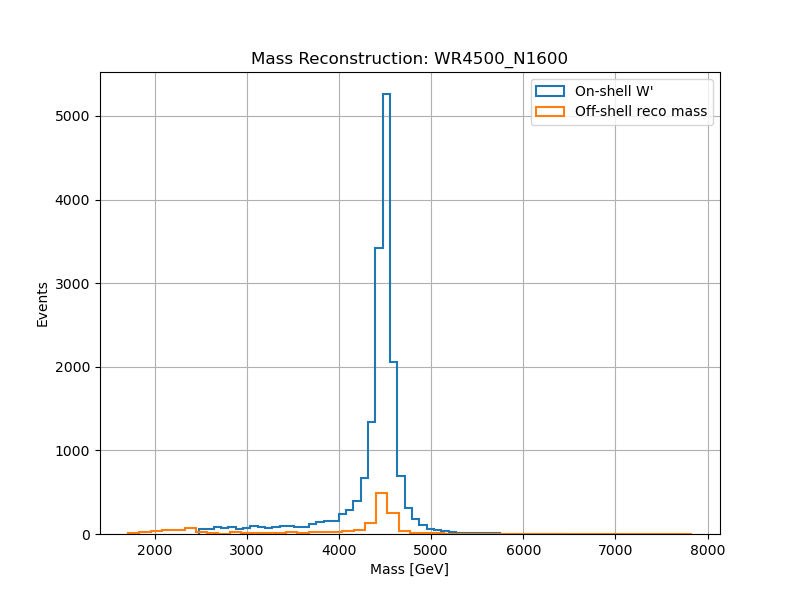 Mass Reconstruction: WR4500_N1600
On-shell W'
Off-shell reco mass
5000
4000
3000
2000
1000
0
Events
2000 3000 4000 5000 6000 7000 8000
Mass [GeV]